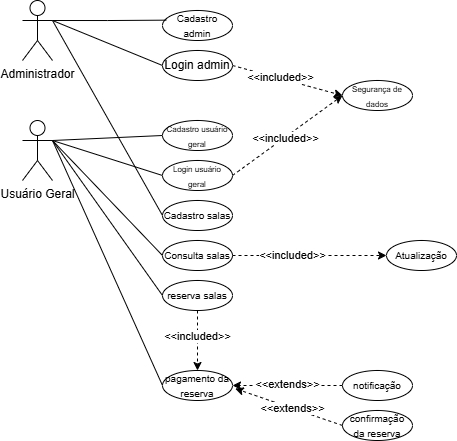 Cadastro
admin
Administrador
Login admin
<<included>>
Segurança de
dados
Cadastro usuário
geral
<<included>>
Usuário Geral
Login usuário
geral
Cadastro salas
Consulta salas
<<included>>
Atualização
reserva salas
<<included>>
pagamento da
reserva
<<extends>>
notificação
<<extends>>
confirmação
da reserva